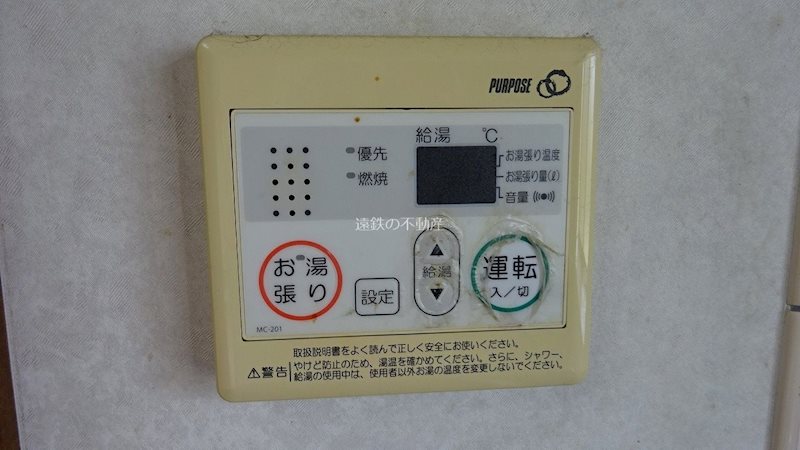 PURPOSE
給湯 ℃
優先
燃焼
お湯張り温度
お湯張り量(ℓ)
音量
遠鉄の不動産
お湯
張り
設定
給湯
運転
入／切
MC-201
取扱説明書をよく読んで正しく安全にお使いください。
警告
やけど防止のため、湯温を確かめてください。さらに、シャワー、
給湯の使用中は、使用者以外お湯の温度を変更しないでください。